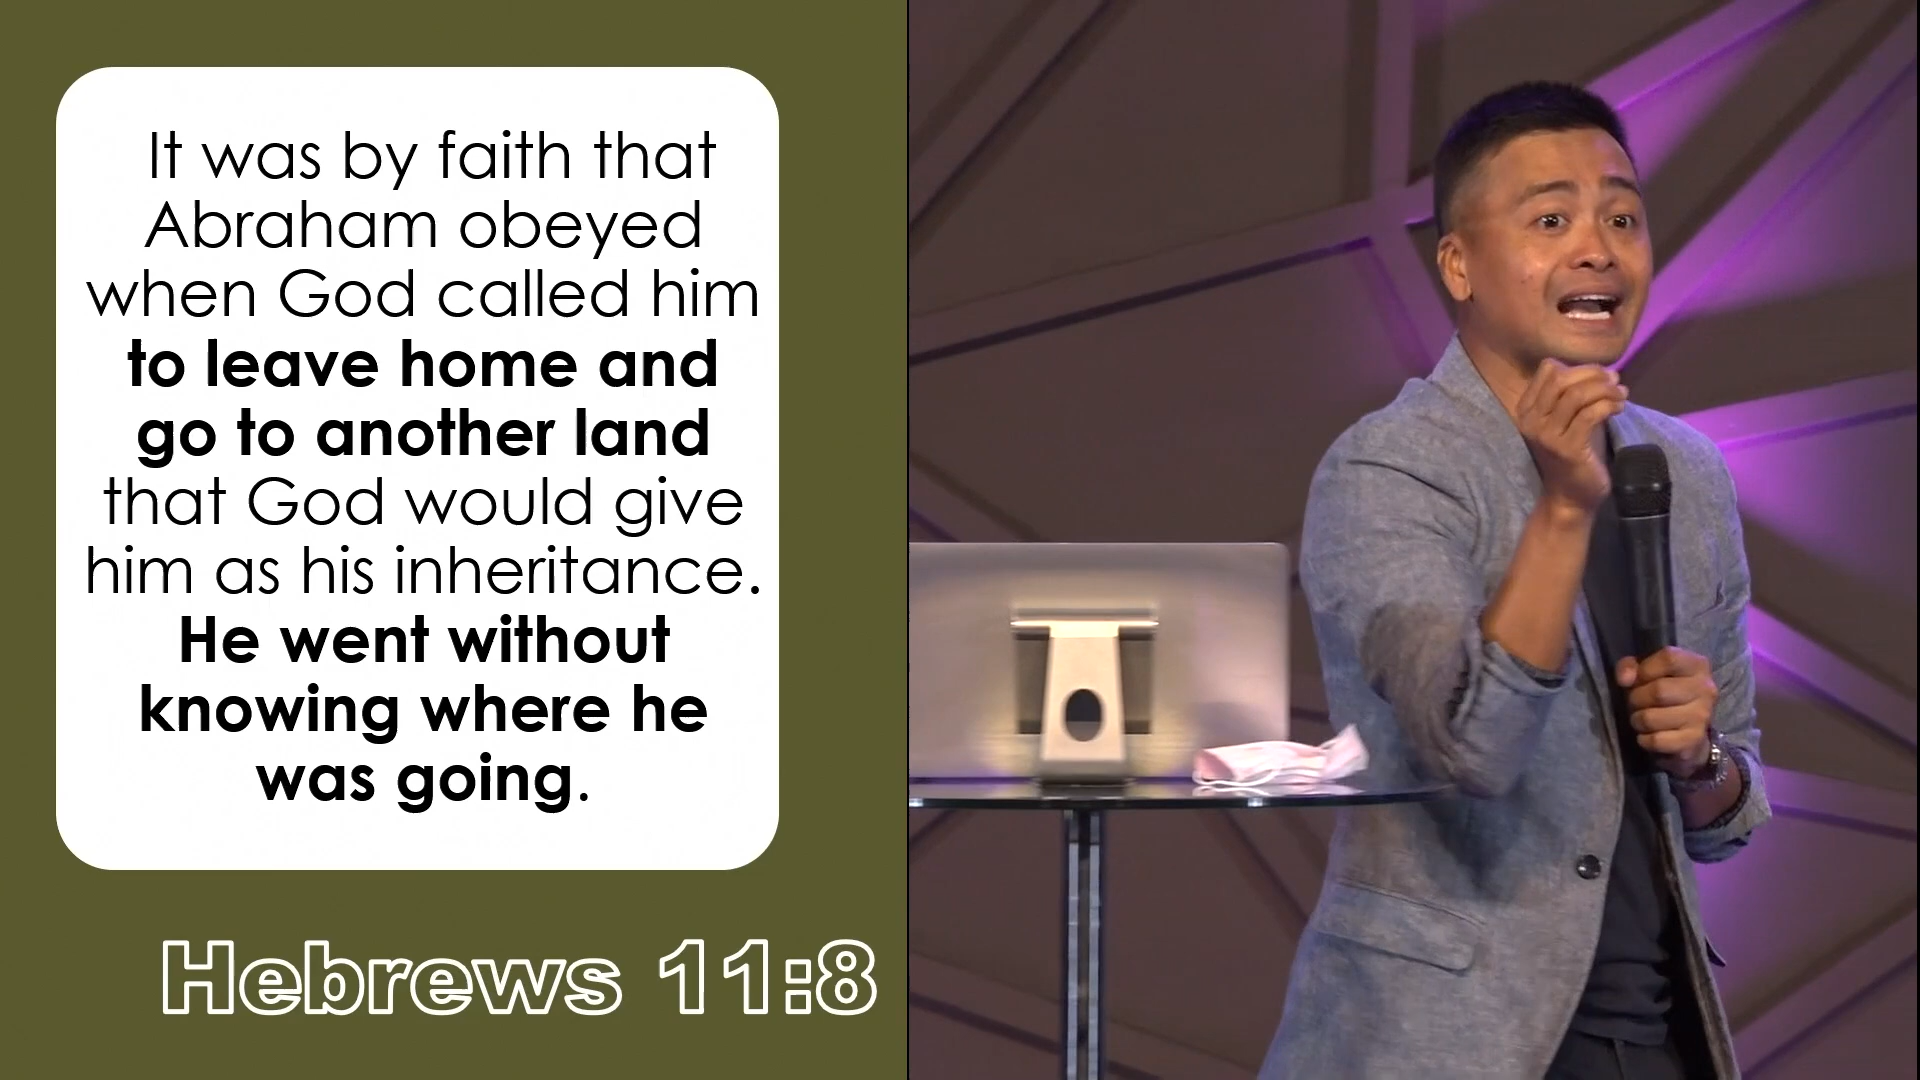 It was by faith that
Abraham obeyed
when God called him
to leave home and
go to another land
that God would give
him as his inheritance.
He went without
knowing where he
was going.
Hebrews 11:8